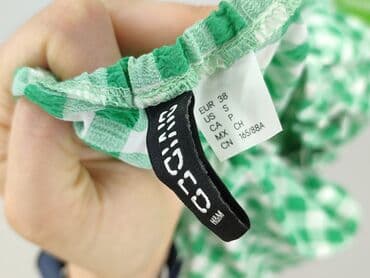 DIVIDED
H&M
EUR 38
US S
CA P
MX CH
CN 165/88A